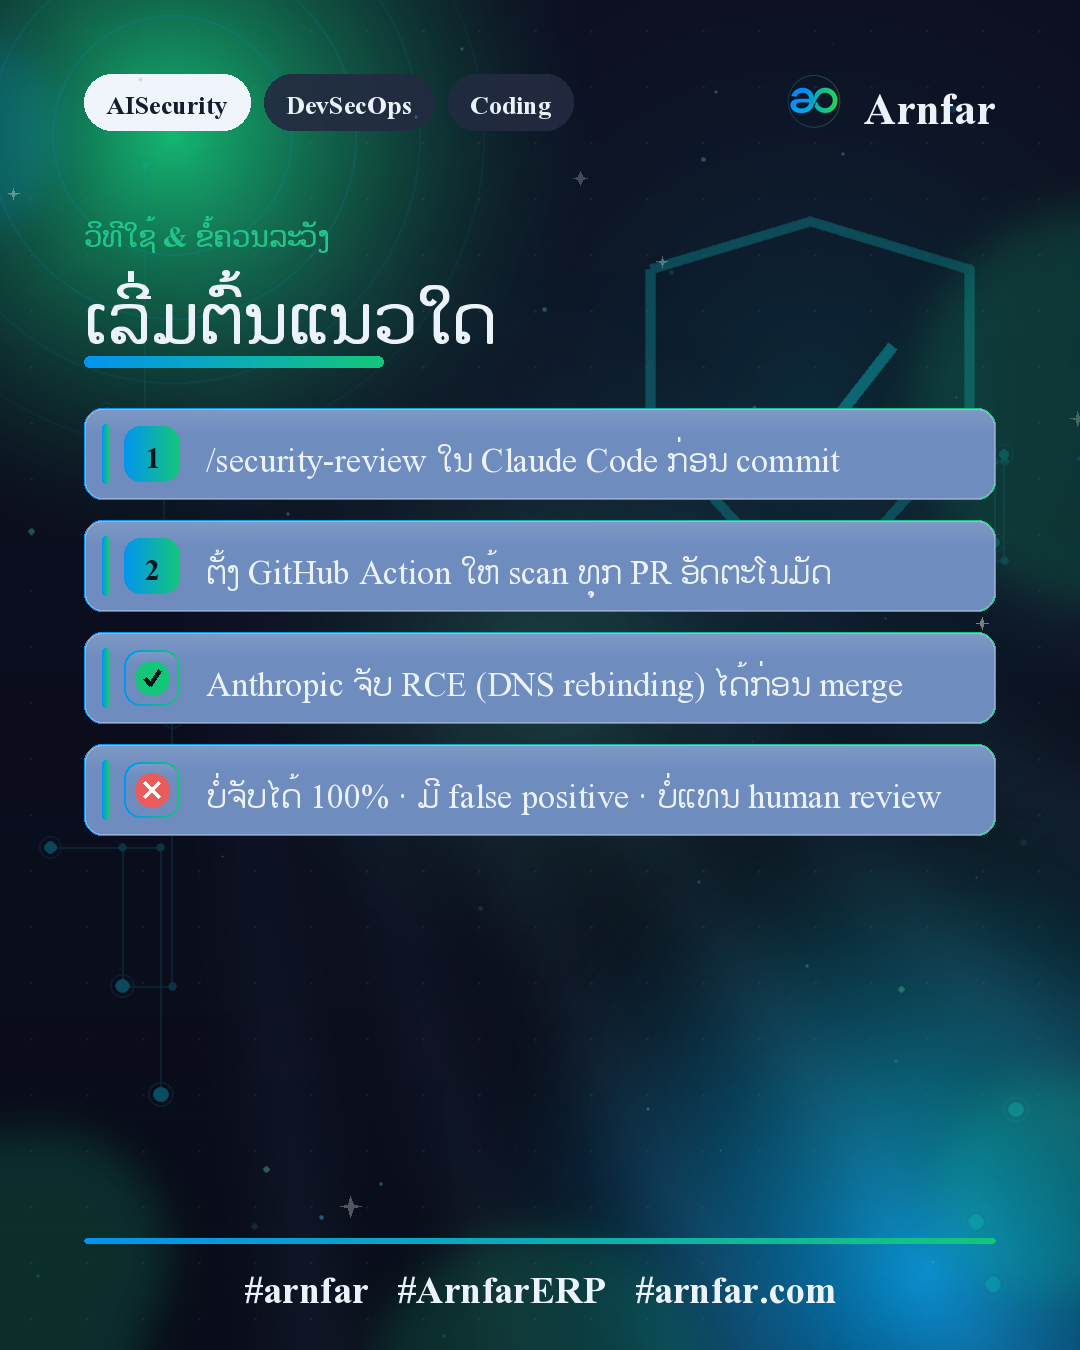 AISecurity DevSecOps Coding
Arnfar
ວິທີໃຊ້ & ຂໍ້ຄວນລະວັງ
ເລີ່ມຕົ້ນແນວໃດ
1 /security-review ໃນ Claude Code ກ່ອນ commit
2 ຕັ້ງ GitHub Action ໃຫ້ scan ທຸກ PR ອັດຕະໂນມັດ
Anthropic ຈັບ RCE (DNS rebinding) ໄດ້ກ່ອນ merge
ບໍ່ຈັບໄດ້ 100% · ມີ false positive · ບໍ່ແທນ human review
#arnfar #ArnfarERP #arnfar.com